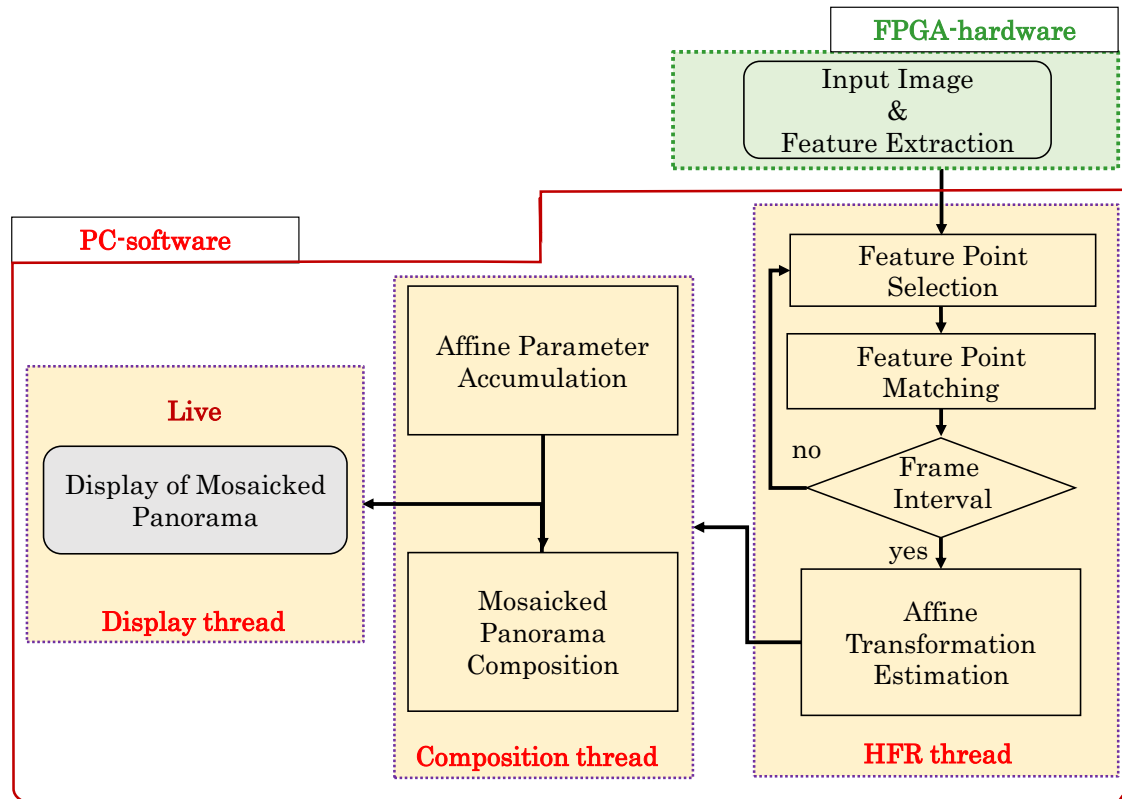 FPGA-hardware
Input Image
&
Feature Extraction
PC-software
Feature Point
Selection
Feature Point
Matching
no
Frame
Interval
yes
Affine
Transformation
Estimation
HFR thread
Affine Parameter
Accumulation
Mosaicked
Panorama
Composition
Composition thread
Live
Display of Mosaicked
Panorama
Display thread